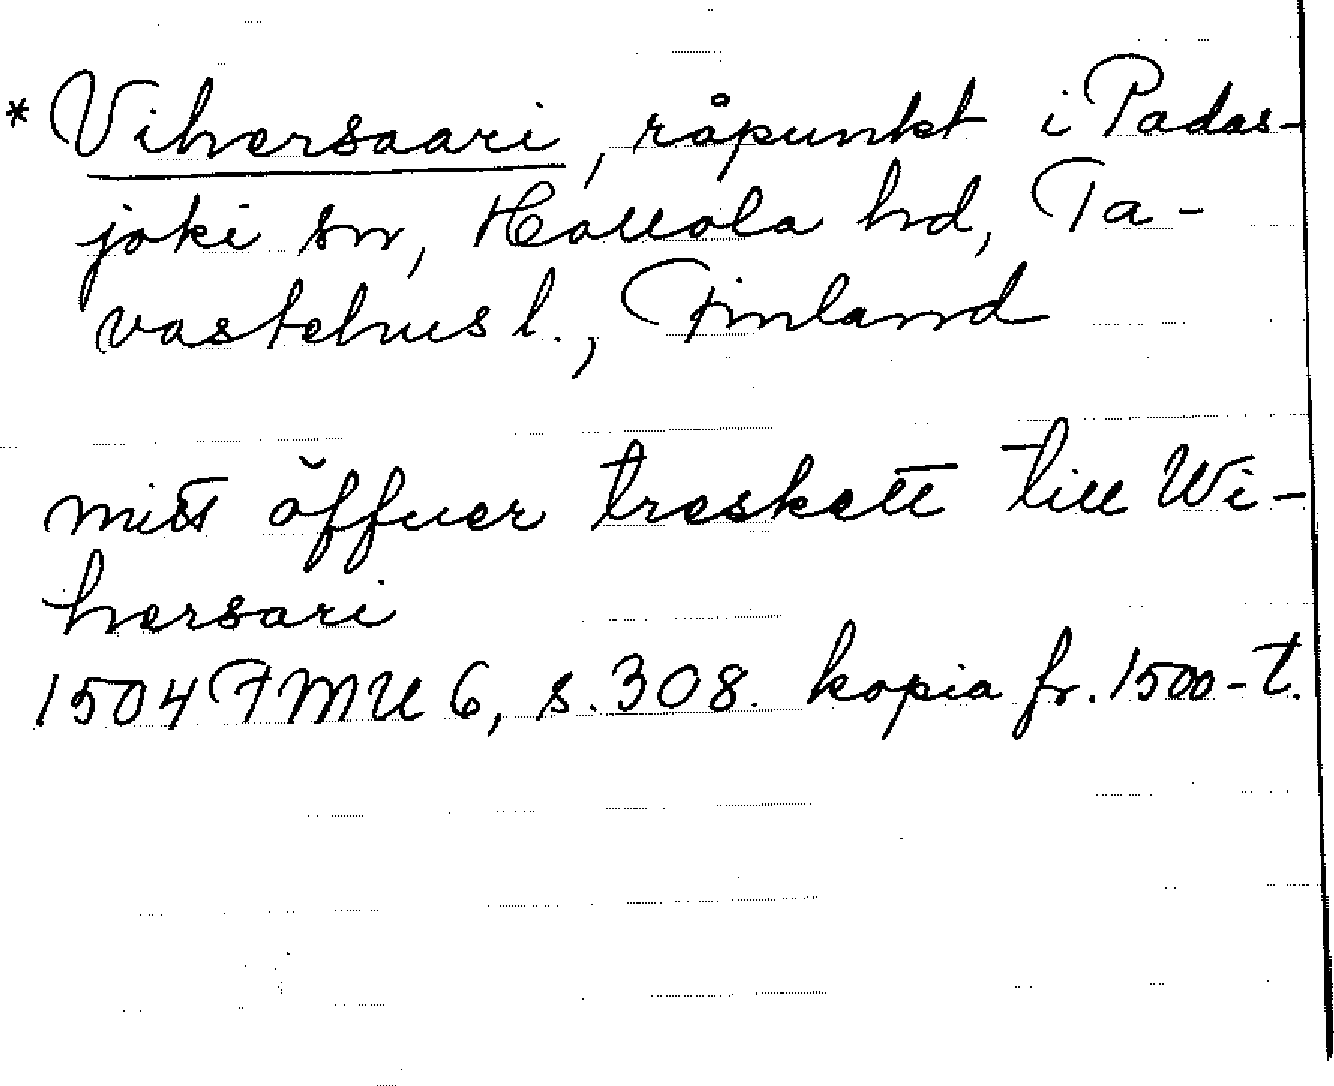 * Vihersaari, råpunkt i Padas-
joki sn, Hollola hd, Ta-
vastehus l., Finland
mitt öffuer treskett till Wi-
hersari
1504 FMU 6, s. 308. kopia fr. 1500-t.